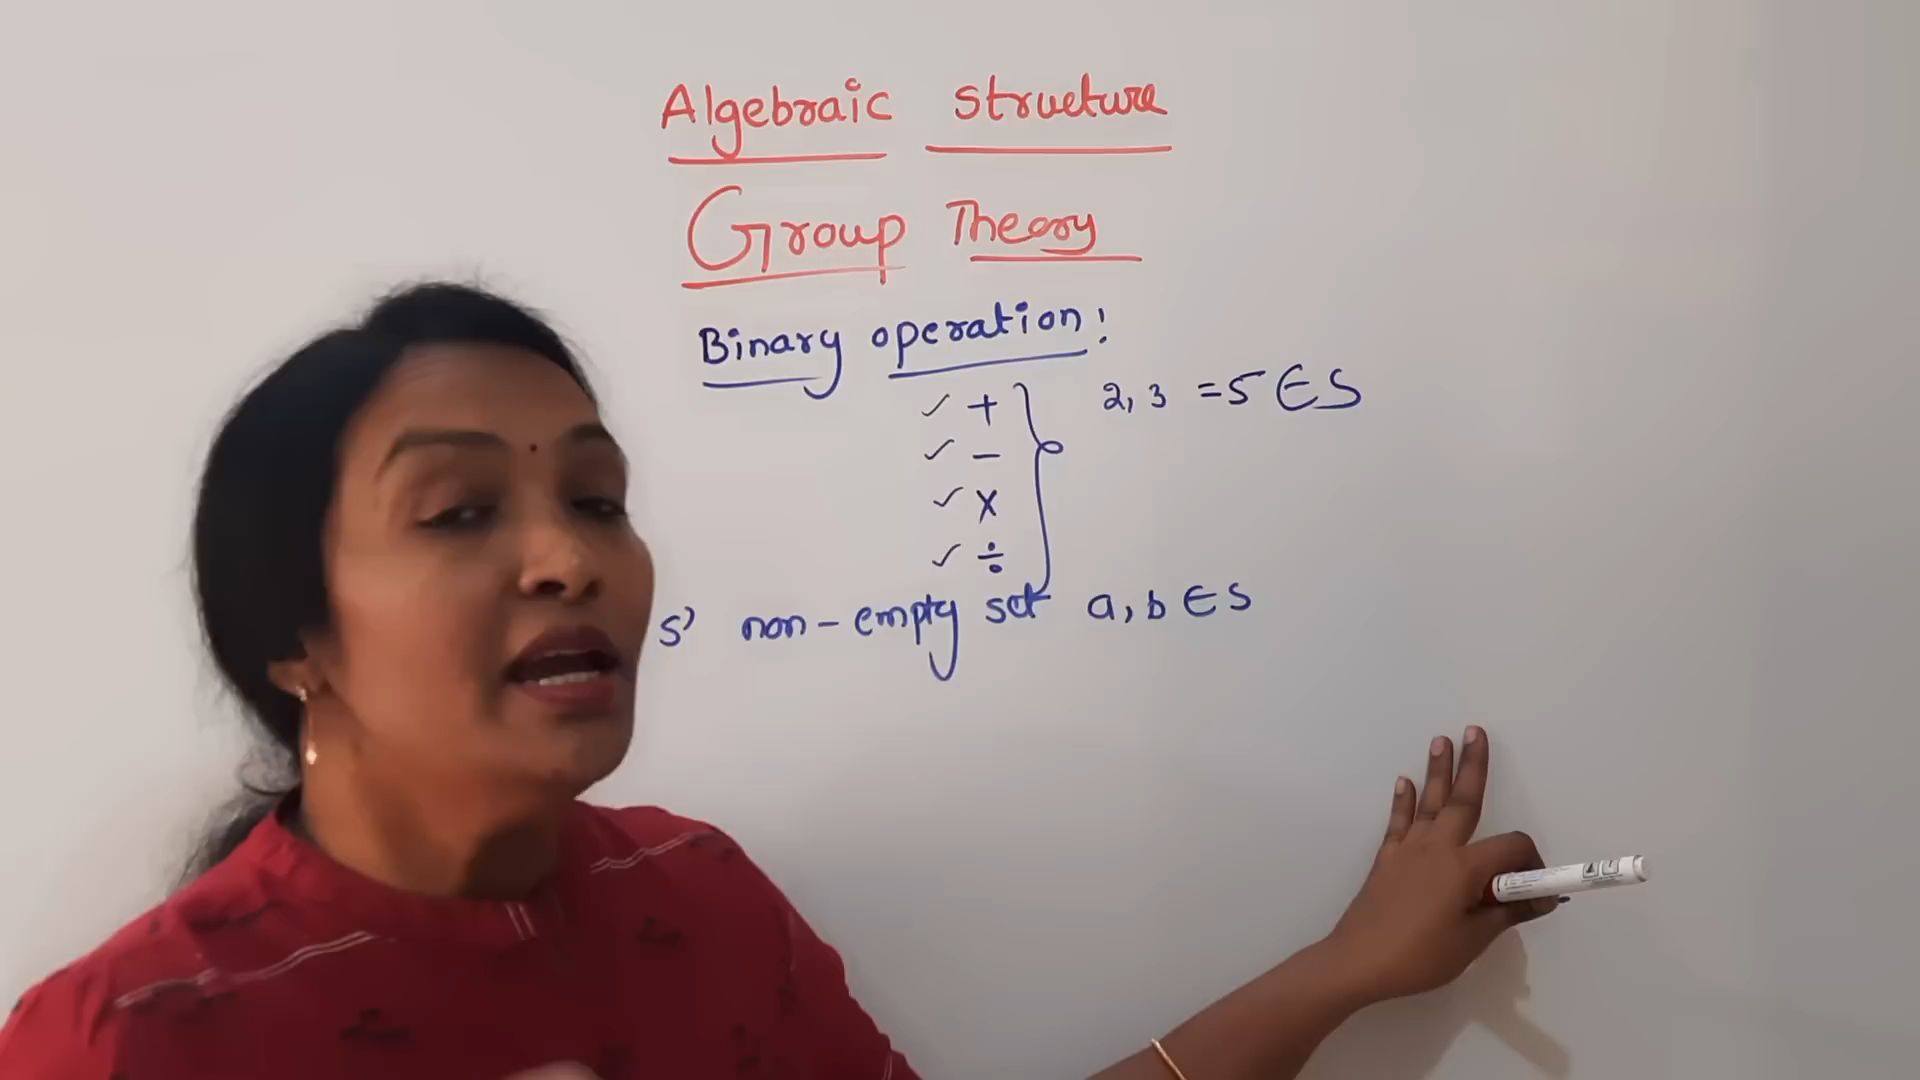 Algebraic structure
Group Theory
Binary operation:
✓ +
2, 3 = 5 ∈ S
✓ −
✓ ×
✓ ÷
S' non-empty set a, b ∈ S